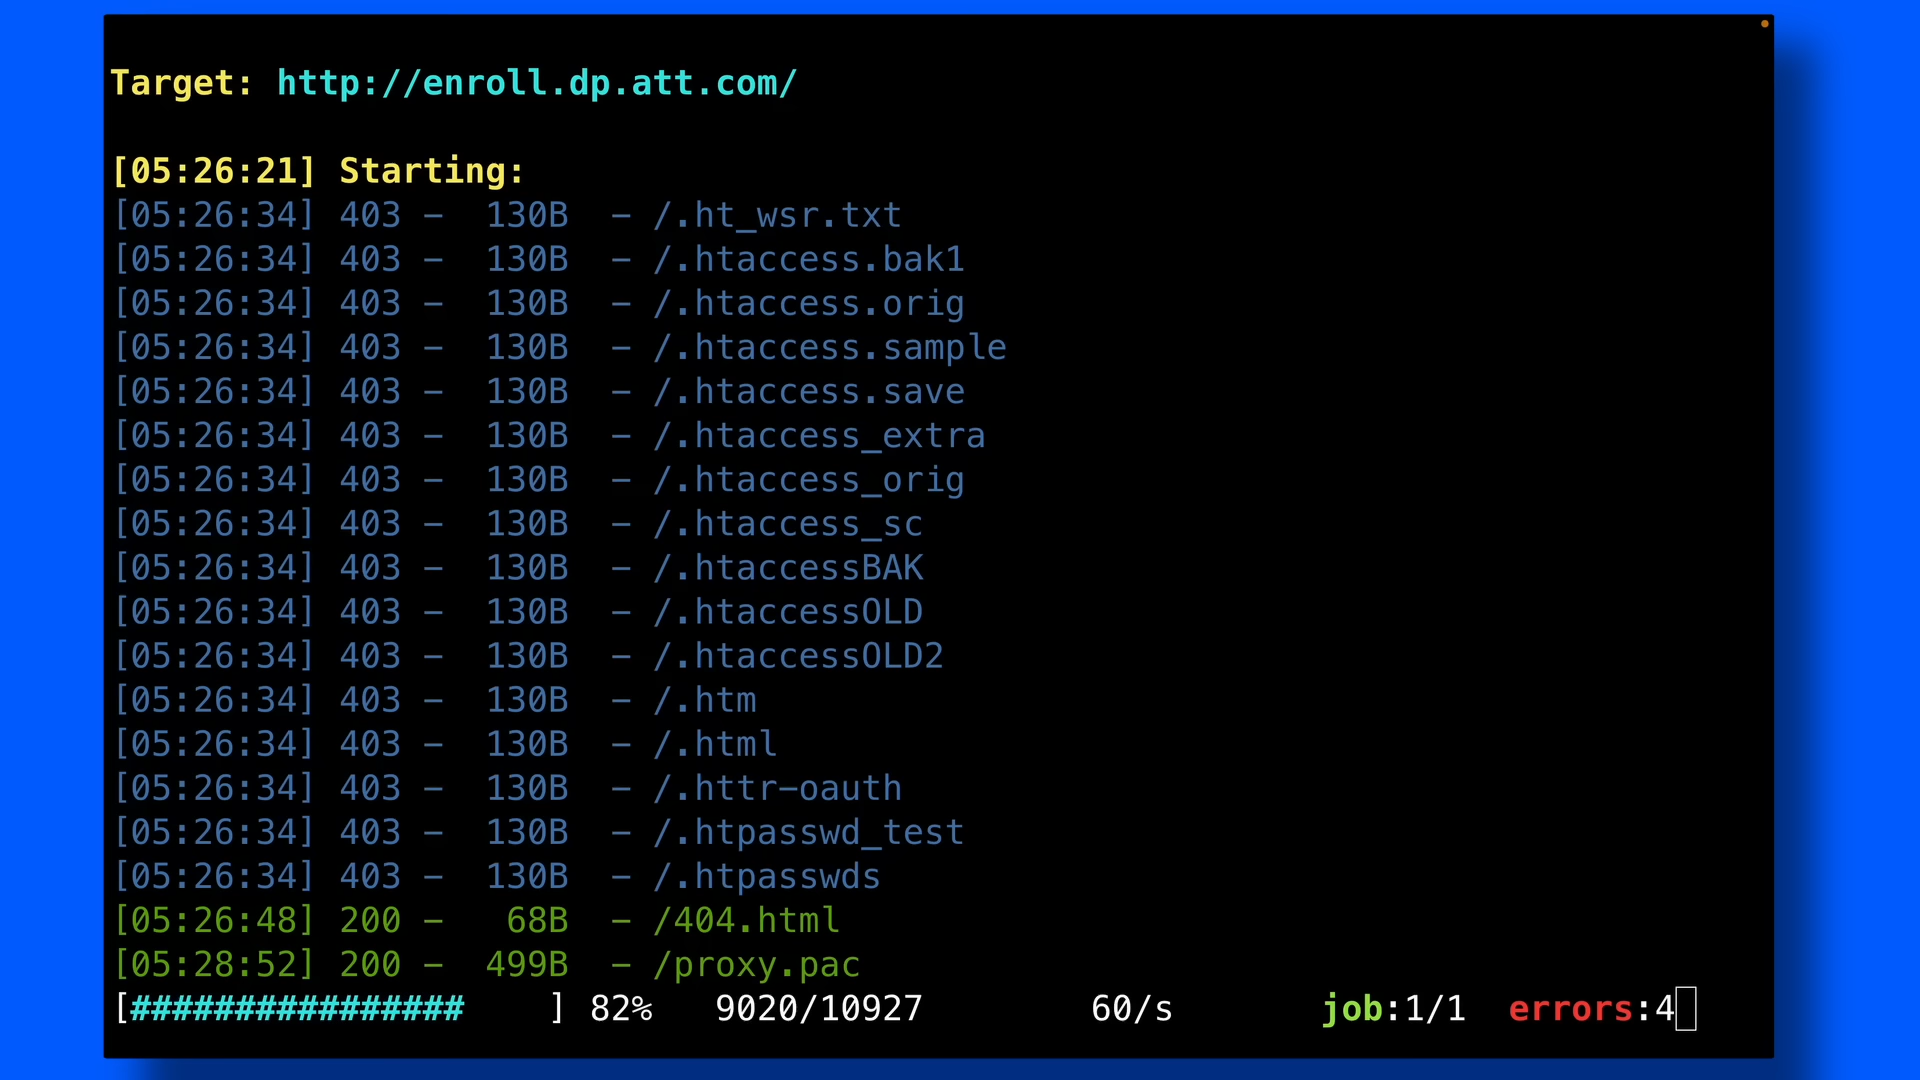 Target: http://enroll.dp.att.com/
[05:26:21] Starting:
[05:26:34] 403 -  130B  - /.ht_wsr.txt
[05:26:34] 403 -  130B  - /.htaccess.bak1
[05:26:34] 403 -  130B  - /.htaccess.orig
[05:26:34] 403 -  130B  - /.htaccess.sample
[05:26:34] 403 -  130B  - /.htaccess.save
[05:26:34] 403 -  130B  - /.htaccess_extra
[05:26:34] 403 -  130B  - /.htaccess_orig
[05:26:34] 403 -  130B  - /.htaccess_sc
[05:26:34] 403 -  130B  - /.htaccessBAK
[05:26:34] 403 -  130B  - /.htaccessOLD
[05:26:34] 403 -  130B  - /.htaccessOLD2
[05:26:34] 403 -  130B  - /.htm
[05:26:34] 403 -  130B  - /.html
[05:26:34] 403 -  130B  - /.httr-oauth
[05:26:34] 403 -  130B  - /.htpasswd_test
[05:26:34] 403 -  130B  - /.htpasswds
[05:26:48] 200 -   68B  - /404.html
[05:28:52] 200 -  499B  - /proxy.pac
[################    ] 82%   9020/10927        60/s       job:1/1  errors:4